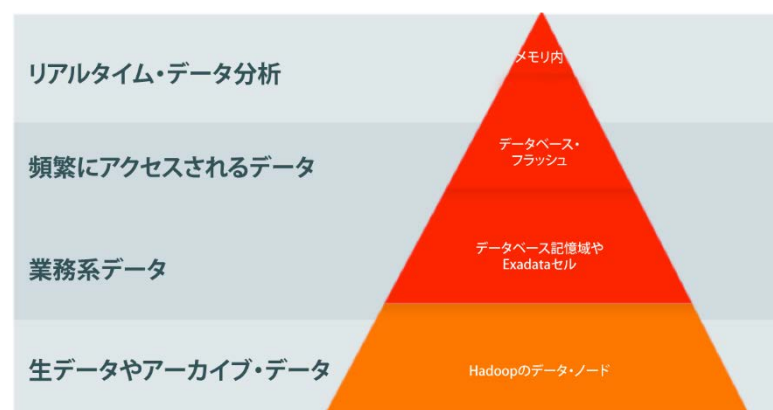 リアルタイム・データ分析
メモリ内
頻繁にアクセスされるデータ
データベース・
フラッシュ
業務系データ
データベース記憶域や
Exadataセル
生データやアーカイブ・データ
Hadoopのデータ・ノード